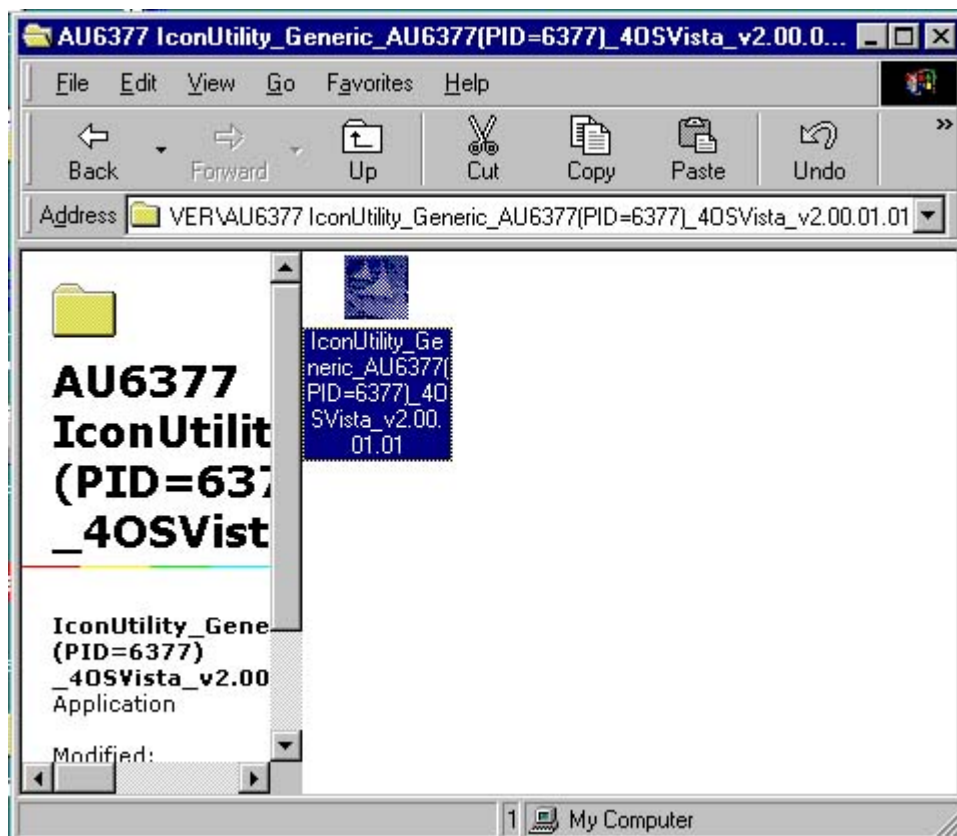 AU6377 IconUtility_Generic_AU6377(PID=6377)_4OSVista_v2.00.0...
File Edit View Go Favorites Help
Back Forward Up Cut Copy Paste Undo »
Address VER\AU6377 IconUtility_Generic_AU6377(PID=6377)_4OSVista_v2.00.01.01
AU6377
IconUtilit
(PID=637
_4OSVist
IconUtility_Gene
(PID=6377)
_4OSVista_v2.00
Application
Modified:
IconUtility_Ge
neric_AU6377(
PID=6377)_4O
SVista_v2.00.
01.01
1 My Computer